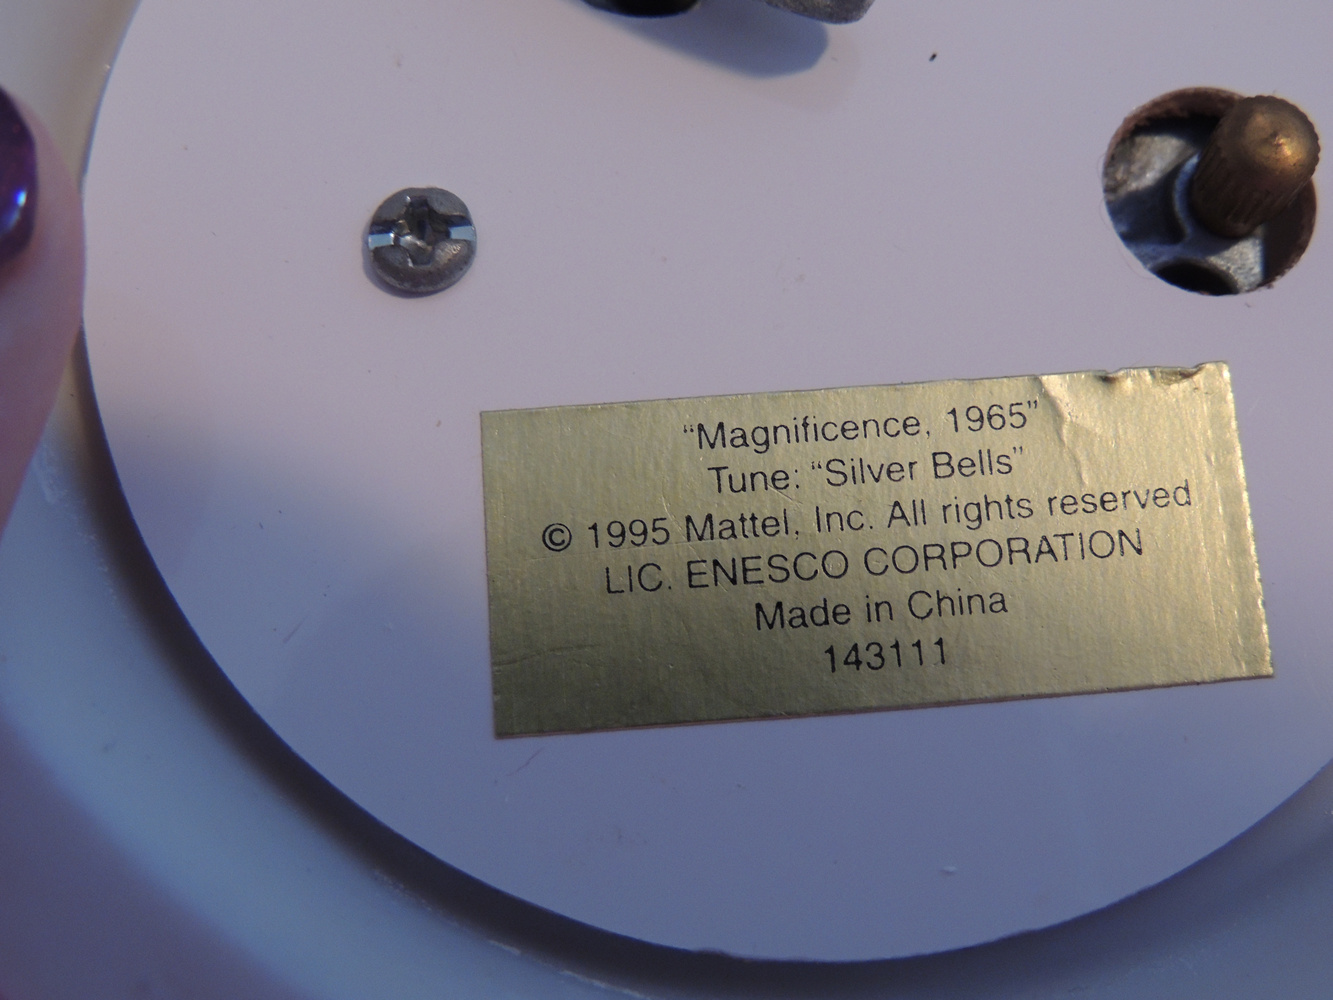 “Magnificence, 1965”
Tune: “Silver Bells”
© 1995 Mattel, Inc. All rights reserved
LIC. ENESCO CORPORATION
Made in China
143111